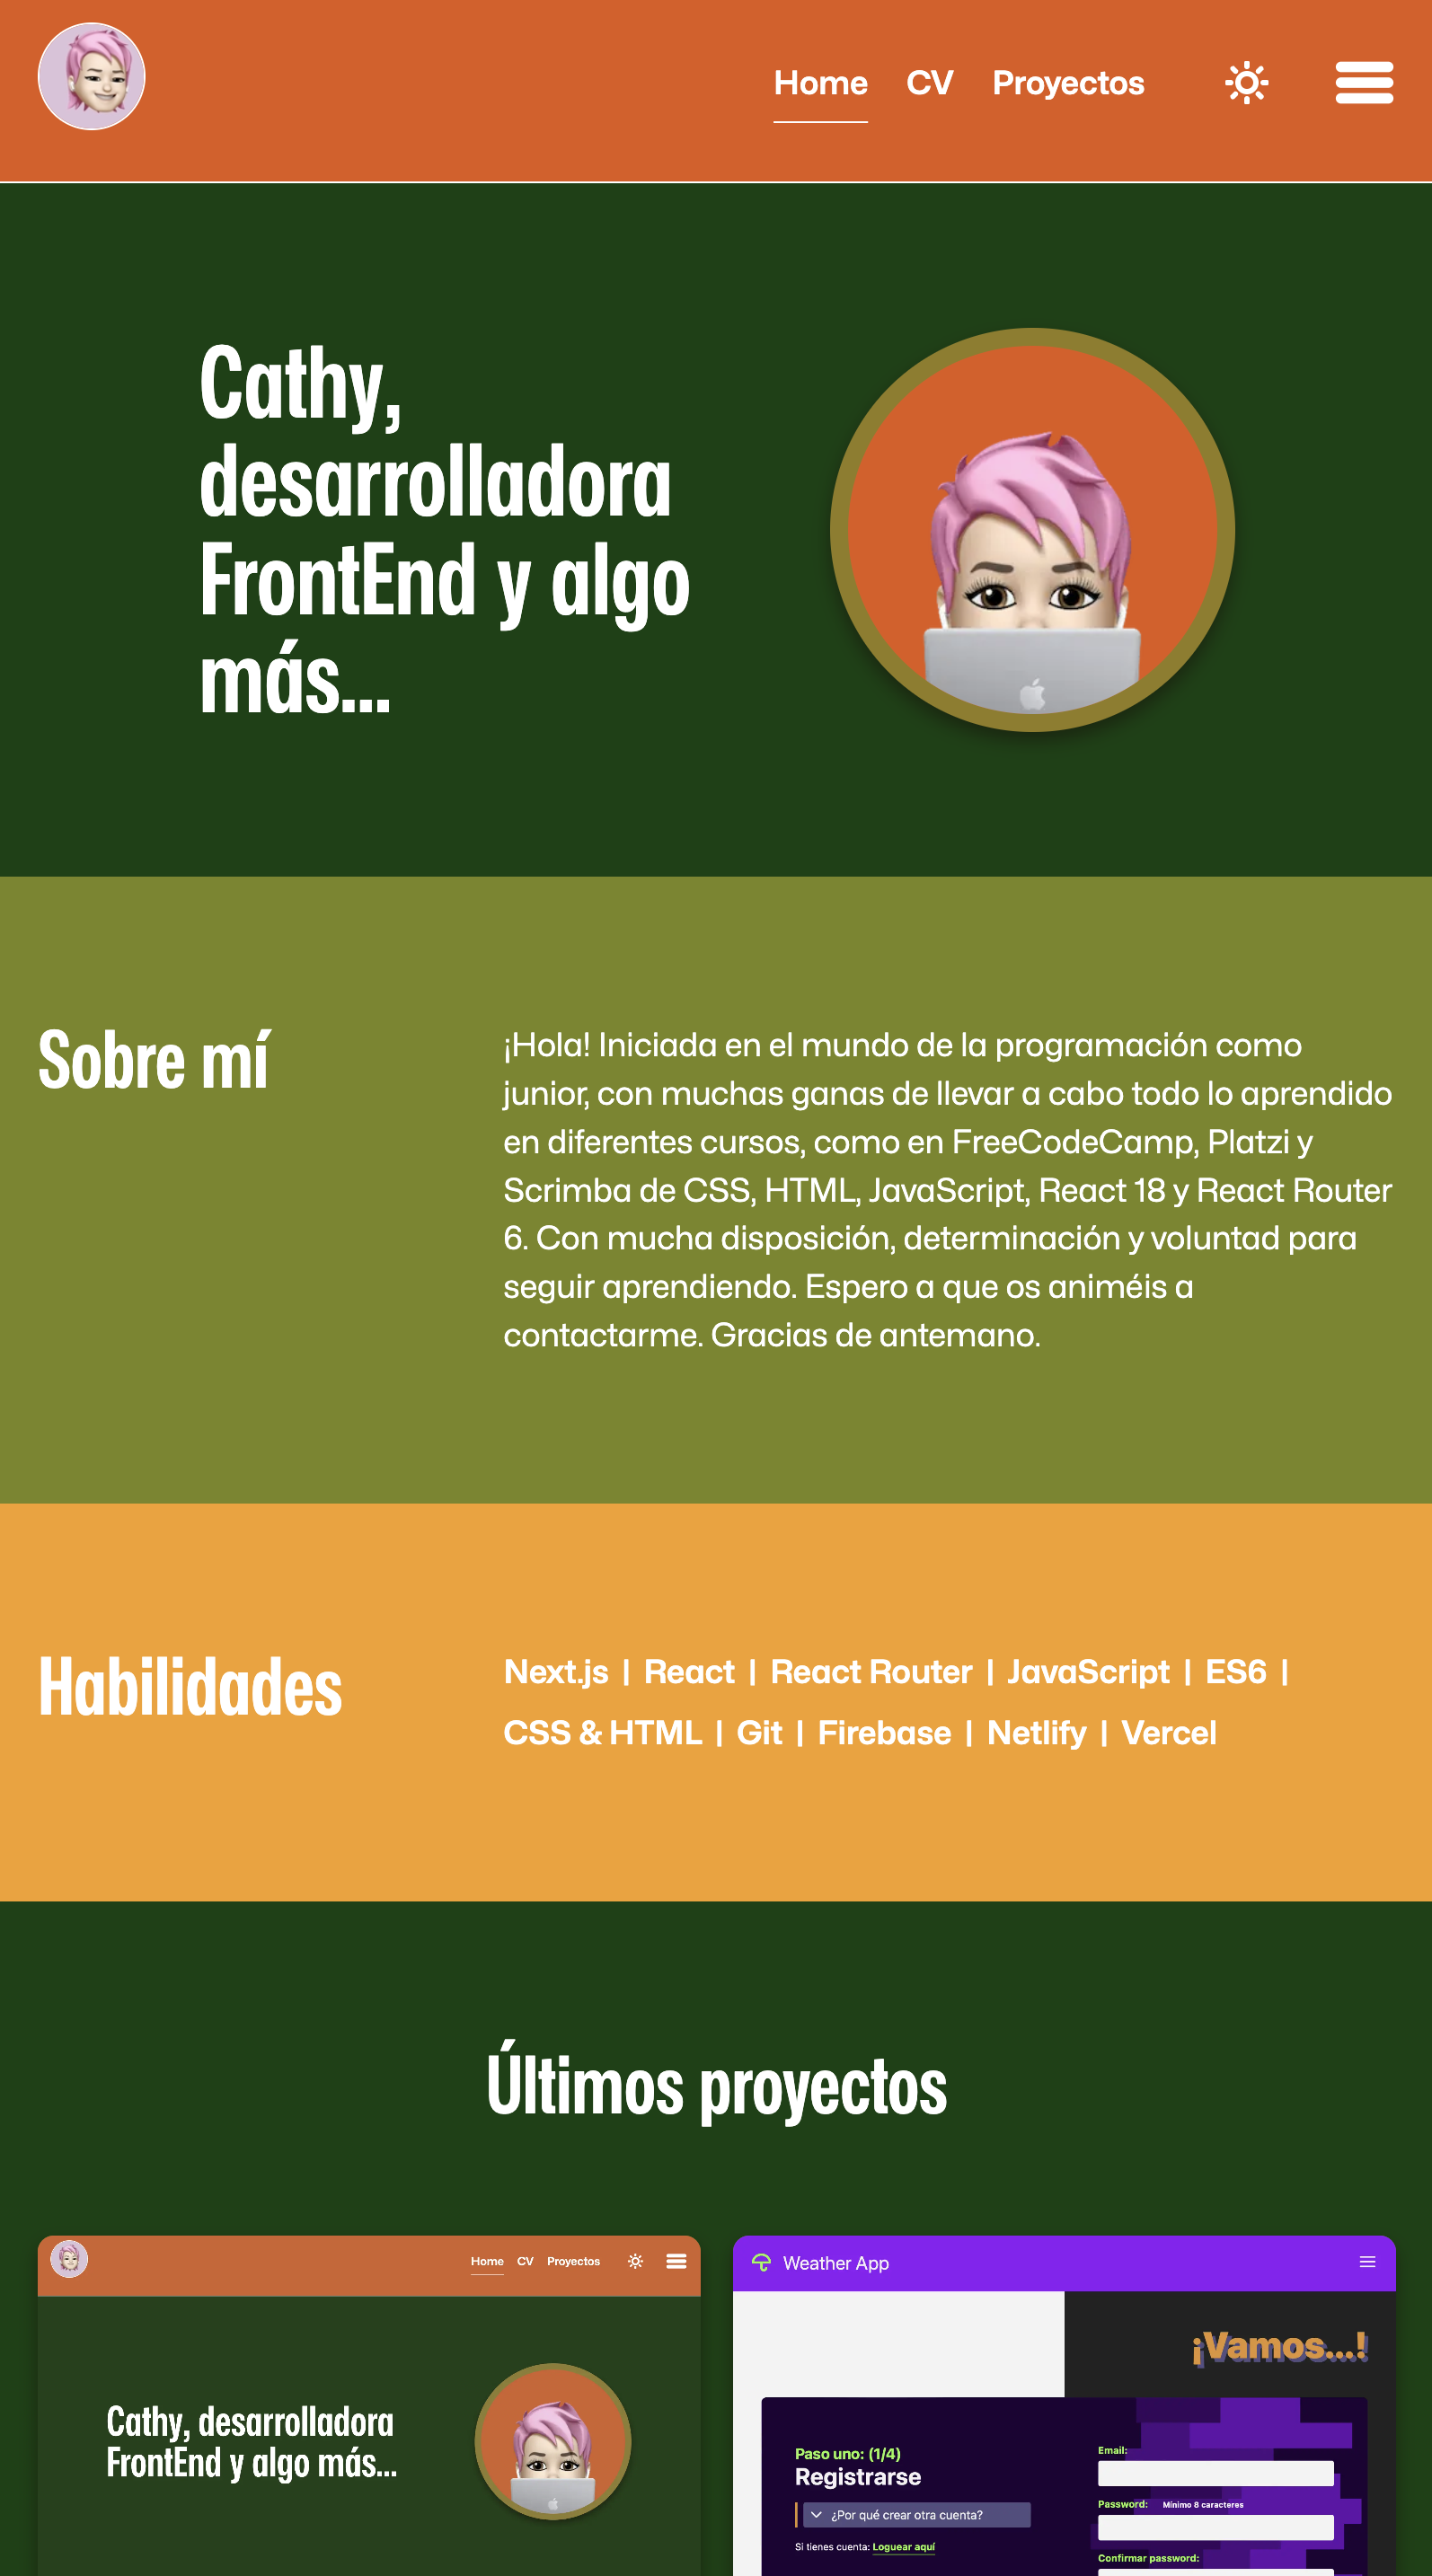 Home CV Proyectos
Cathy,
desarrolladora
FrontEnd y algo
más...
Sobre mí
¡Hola! Iniciada en el mundo de la programación como
junior, con muchas ganas de llevar a cabo todo lo aprendido
en diferentes cursos, como en FreeCodeCamp, Platzi y
Scrimba de CSS, HTML, JavaScript, React 18 y React Router
6. Con mucha disposición, determinación y voluntad para
seguir aprendiendo. Espero a que os animéis a
contactarme. Gracias de antemano.
Habilidades
Next.js | React | React Router | JavaScript | ES6 |
CSS & HTML | Git | Firebase | Netlify | Vercel
Últimos proyectos
Home CV Proyectos
Cathy, desarrolladora
FrontEnd y algo más...
Weather App
¡Vamos...!
Paso uno: (1/4)
Registrarse
¿Por qué crear otra cuenta?
Si tienes cuenta: Loguear aquí
Email:
Password: Mínimo 8 caracteres
Confirmar password: